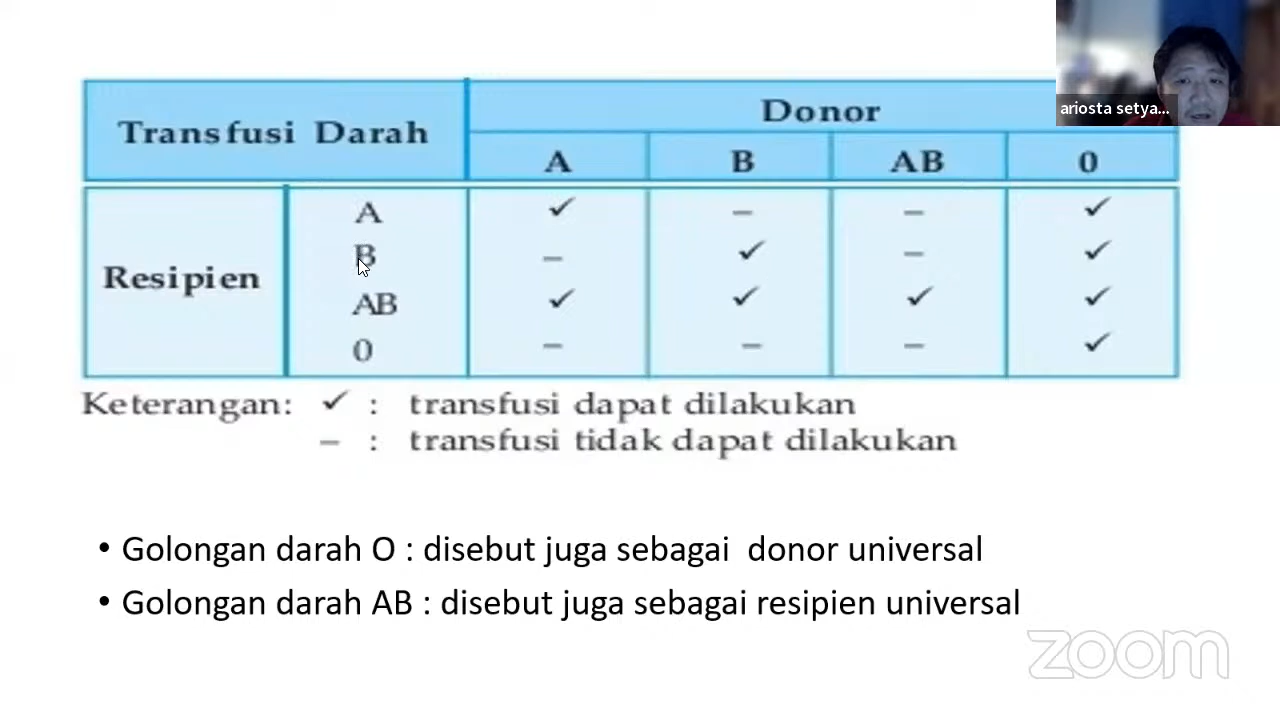 ariosta setya...
Transfusi Darah
Donor
A B AB 0
Resipien
A ✓ – – ✓
B – ✓ – ✓
AB ✓ ✓ ✓ ✓
0 – – – ✓
Keterangan: ✓ : transfusi dapat dilakukan
– : transfusi tidak dapat dilakukan
• Golongan darah O : disebut juga sebagai donor universal
• Golongan darah AB : disebut juga sebagai resipien universal
zoom